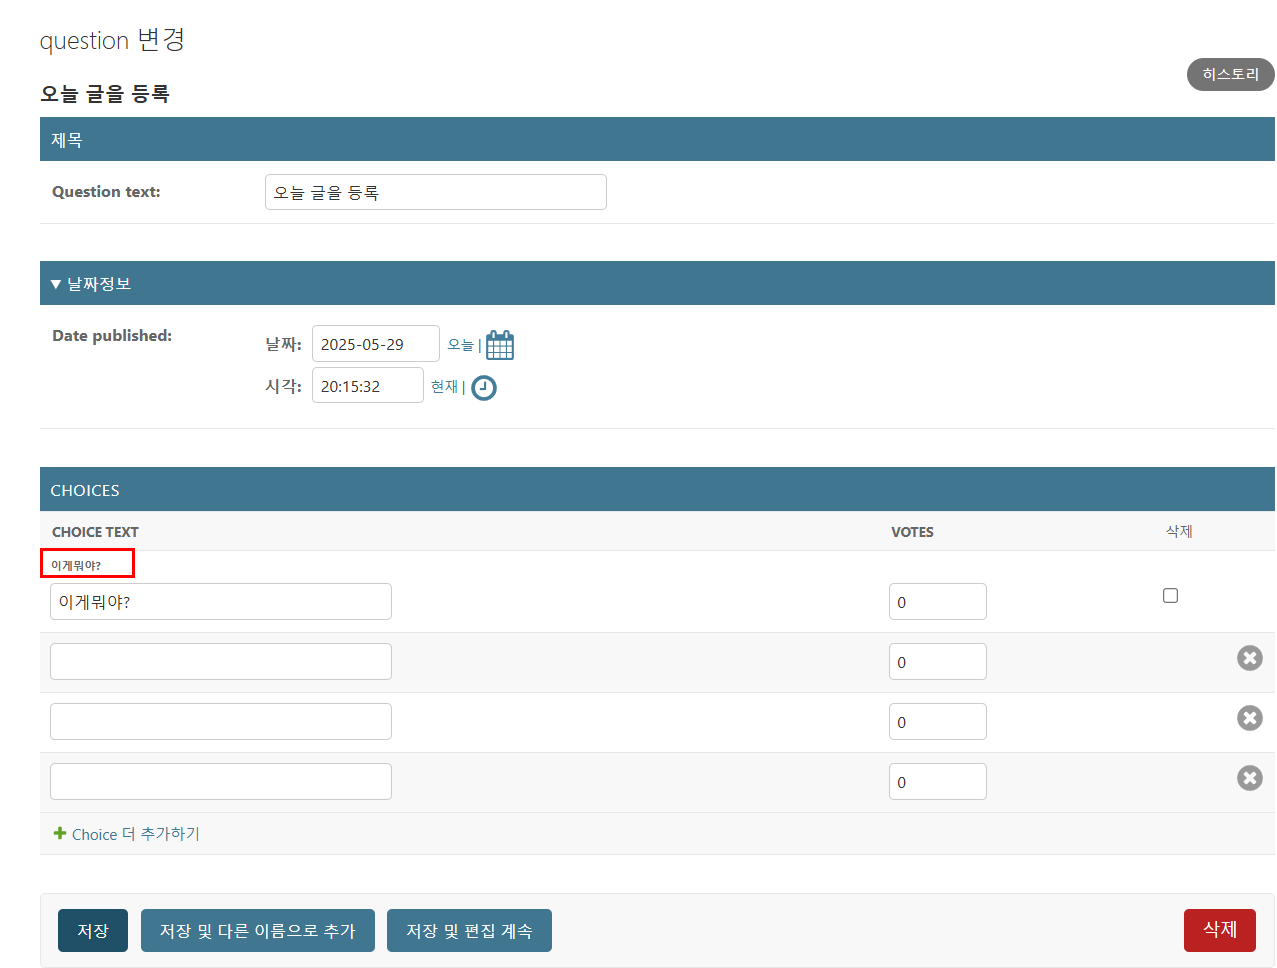 question 변경
히스토리
오늘 글을 등록
제목
Question text: 오늘 글을 등록
▼ 날짜정보
Date published: 날짜: 2025-05-29 오늘 |
시각: 20:15:32 현재 |
CHOICES
CHOICE TEXT VOTES 삭제
이게뭐야?
이게뭐야? 0
0
0
0
Choice 더 추가하기
저장 저장 및 다른 이름으로 추가 저장 및 편집 계속 삭제